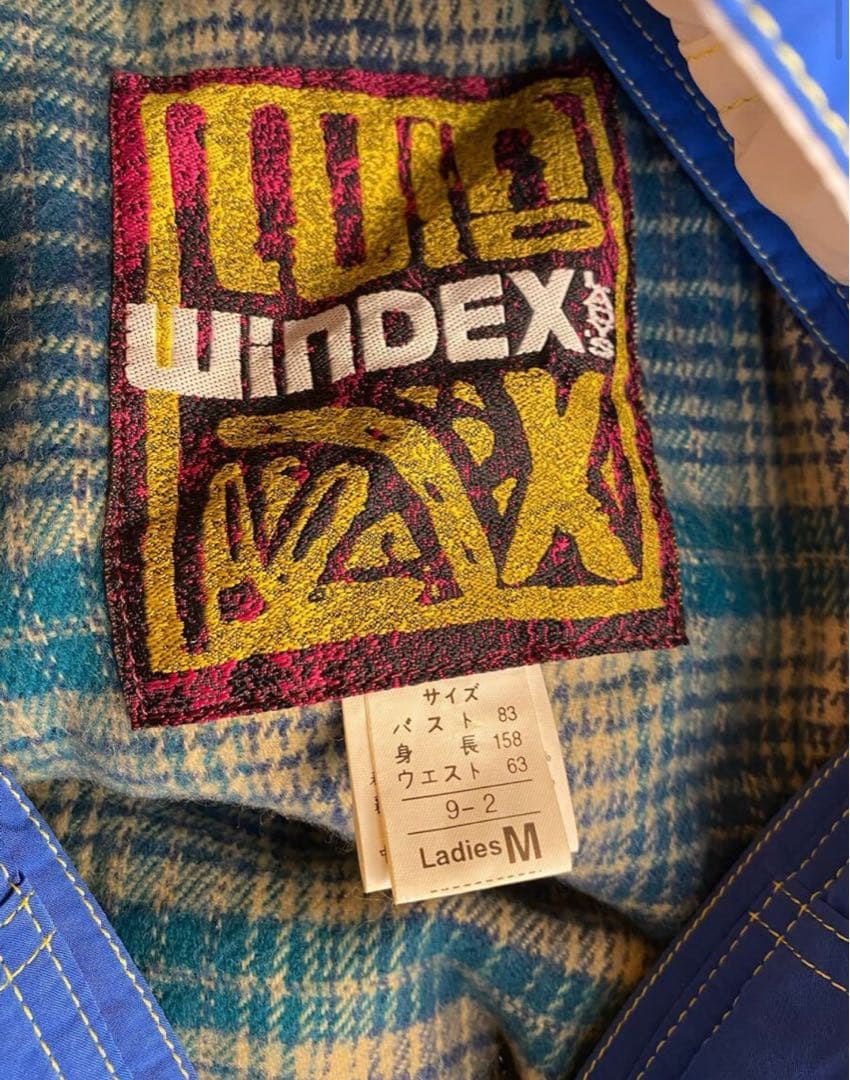 WinDEX
サイズ
バスト 83
身長 158
ウエスト 63
9-2
Ladies M